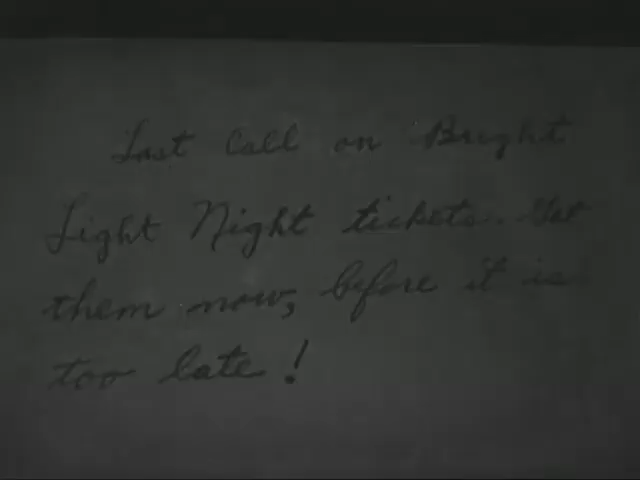 Last Call on Bright
Light Night tickets. Get
them now, before it is
too late!